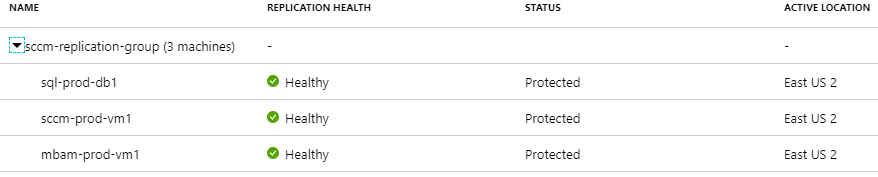 NAME REPLICATION HEALTH STATUS ACTIVE LOCATION
sccm-replication-group (3 machines) - -
sql-prod-db1 Healthy Protected East US 2
sccm-prod-vm1 Healthy Protected East US 2
mbam-prod-vm1 Healthy Protected East US 2